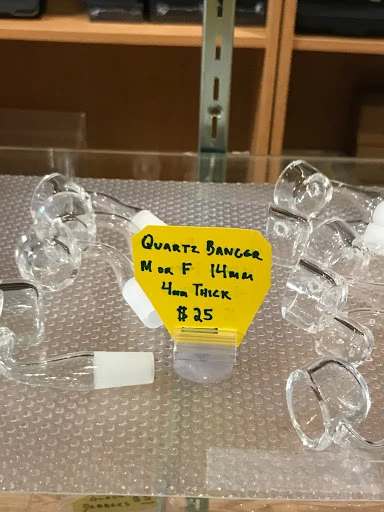 Quartz Banger
M or F 14mm
4mm Thick
$25